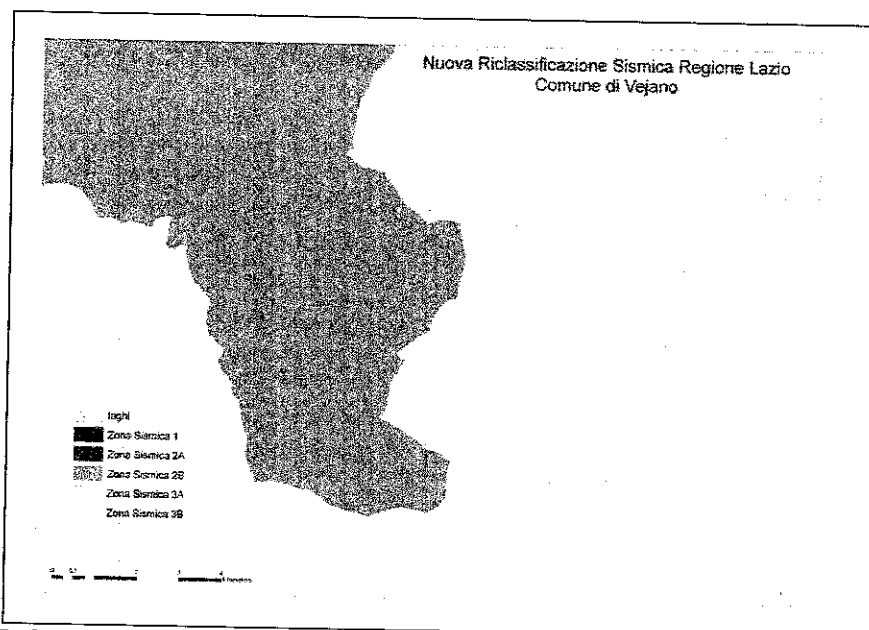 Nuova Riclassificazione Sismica Regione Lazio
Comune di Vejano
laghi
Zona Sismica 1
Zona Sismica 2A
Zona Sismica 2B
Zona Sismica 3A
Zona Sismica 3B